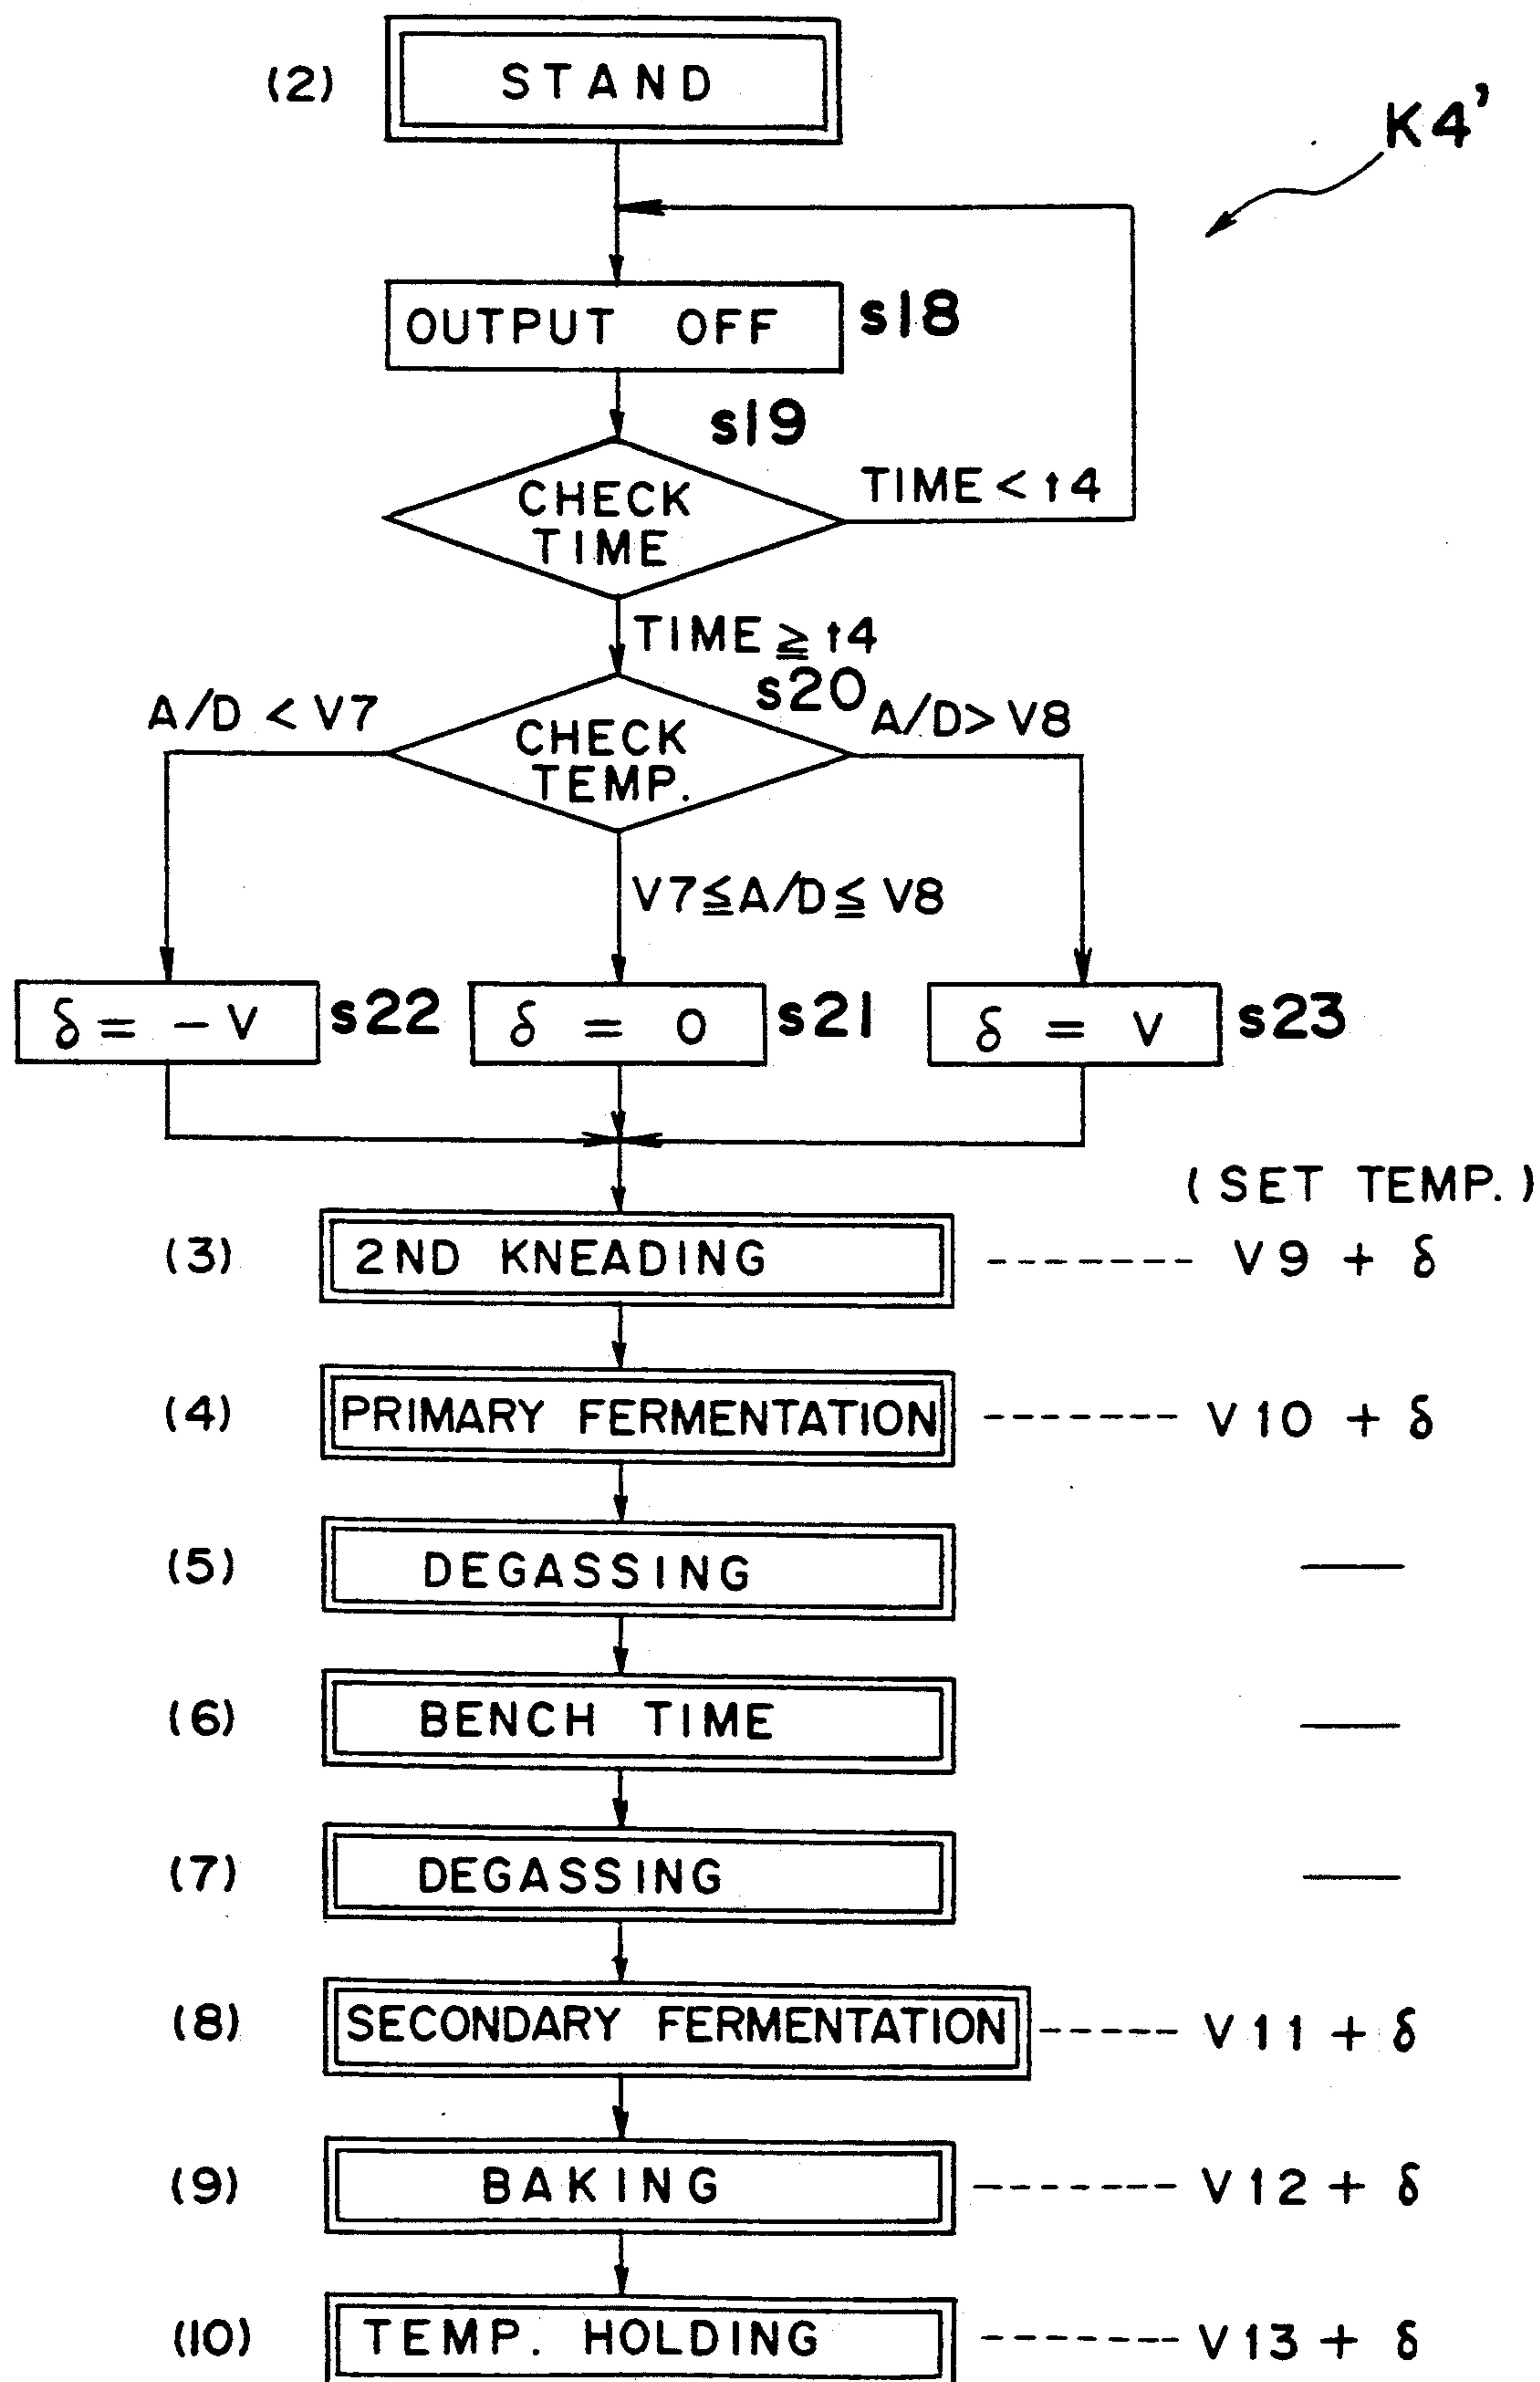 (2) STAND
K4'
OUTPUT OFF s18
s19
CHECK
TIME
TIME < t4
TIME ≧ t4
s20
A/D < V7
A/D > V8
CHECK
TEMP.
V7 ≦ A/D ≦ V8
δ = - V s22
δ = 0 s21
δ = V s23
( SET TEMP. )
(3) 2ND KNEADING ------- V9 + δ
(4) PRIMARY FERMENTATION ------- V10 + δ
(5) DEGASSING —
(6) BENCH TIME —
(7) DEGASSING —
(8) SECONDARY FERMENTATION ----- V11 + δ
(9) BAKING ------- V12 + δ
(10) TEMP. HOLDING ------- V13 + δ